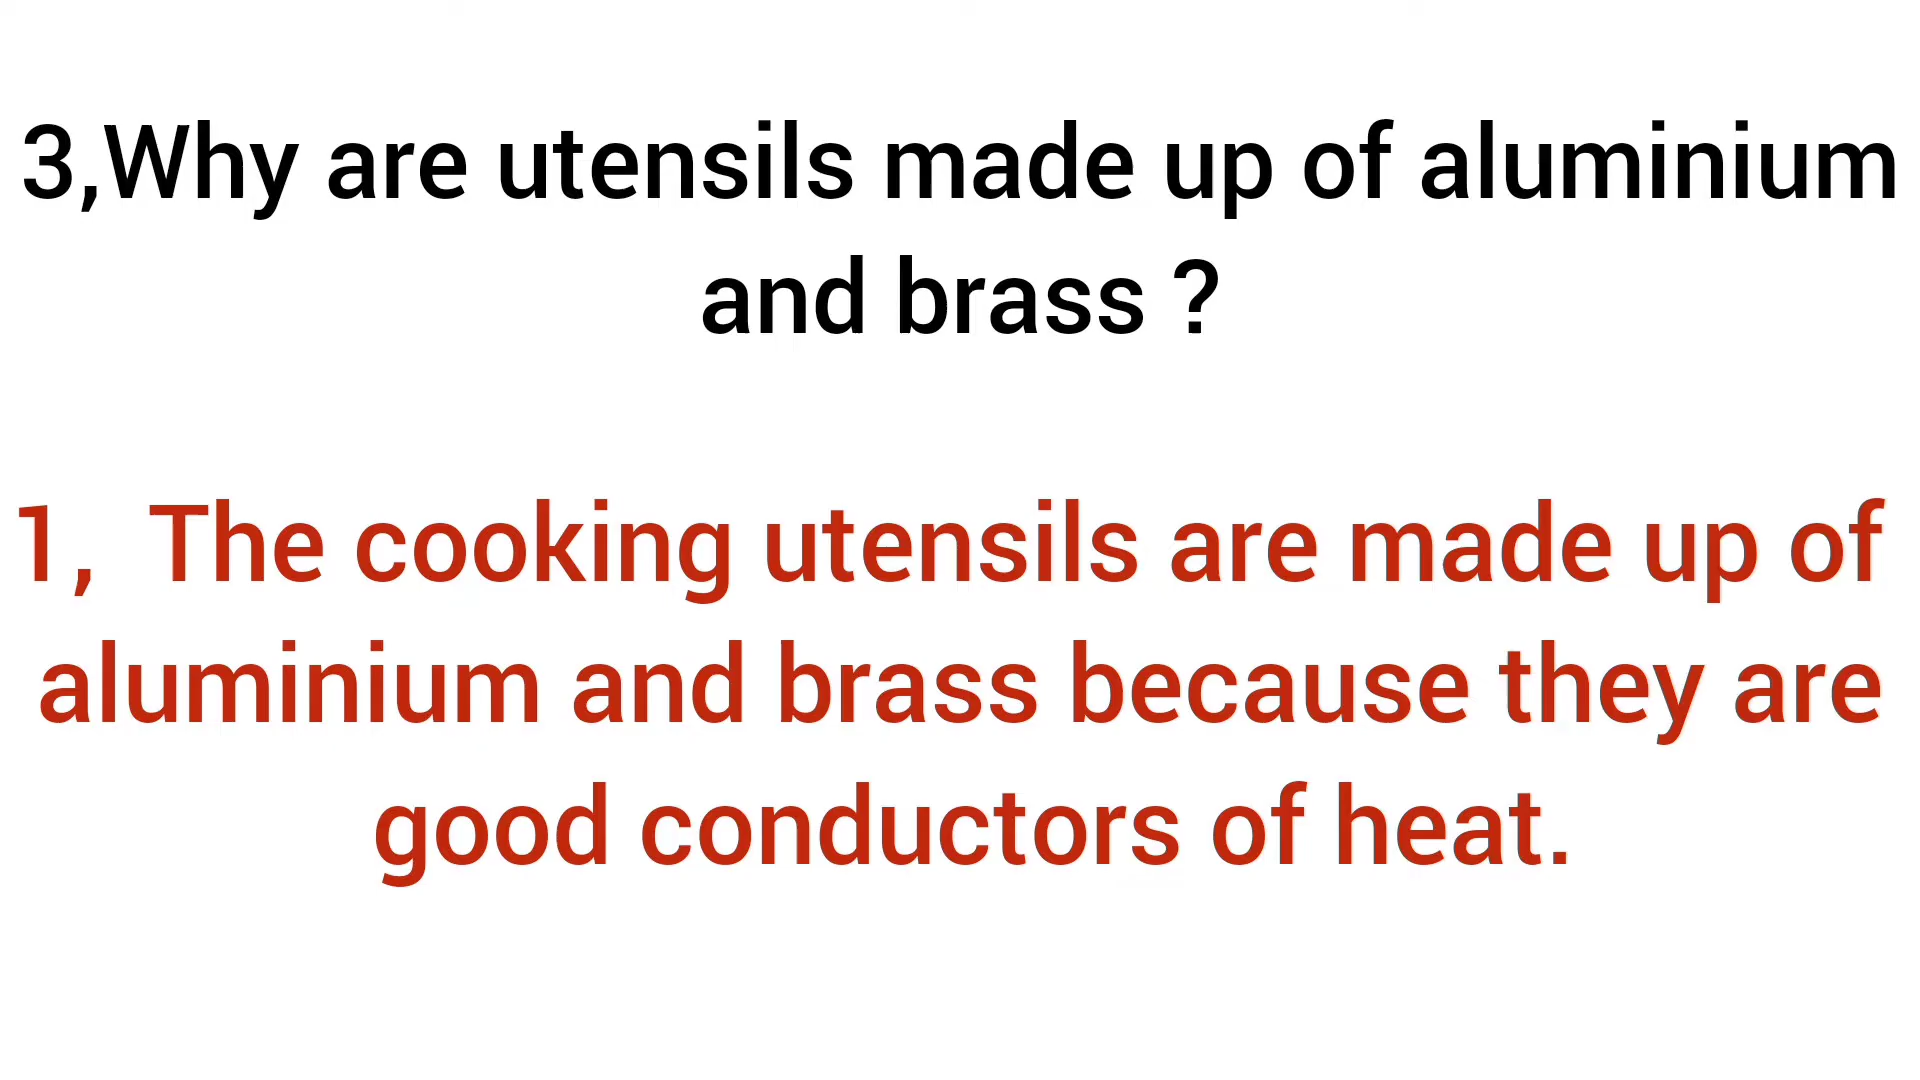 3,Why are utensils made up of aluminium
and brass ?
1, The cooking utensils are made up of
aluminium and brass because they are
good conductors of heat.